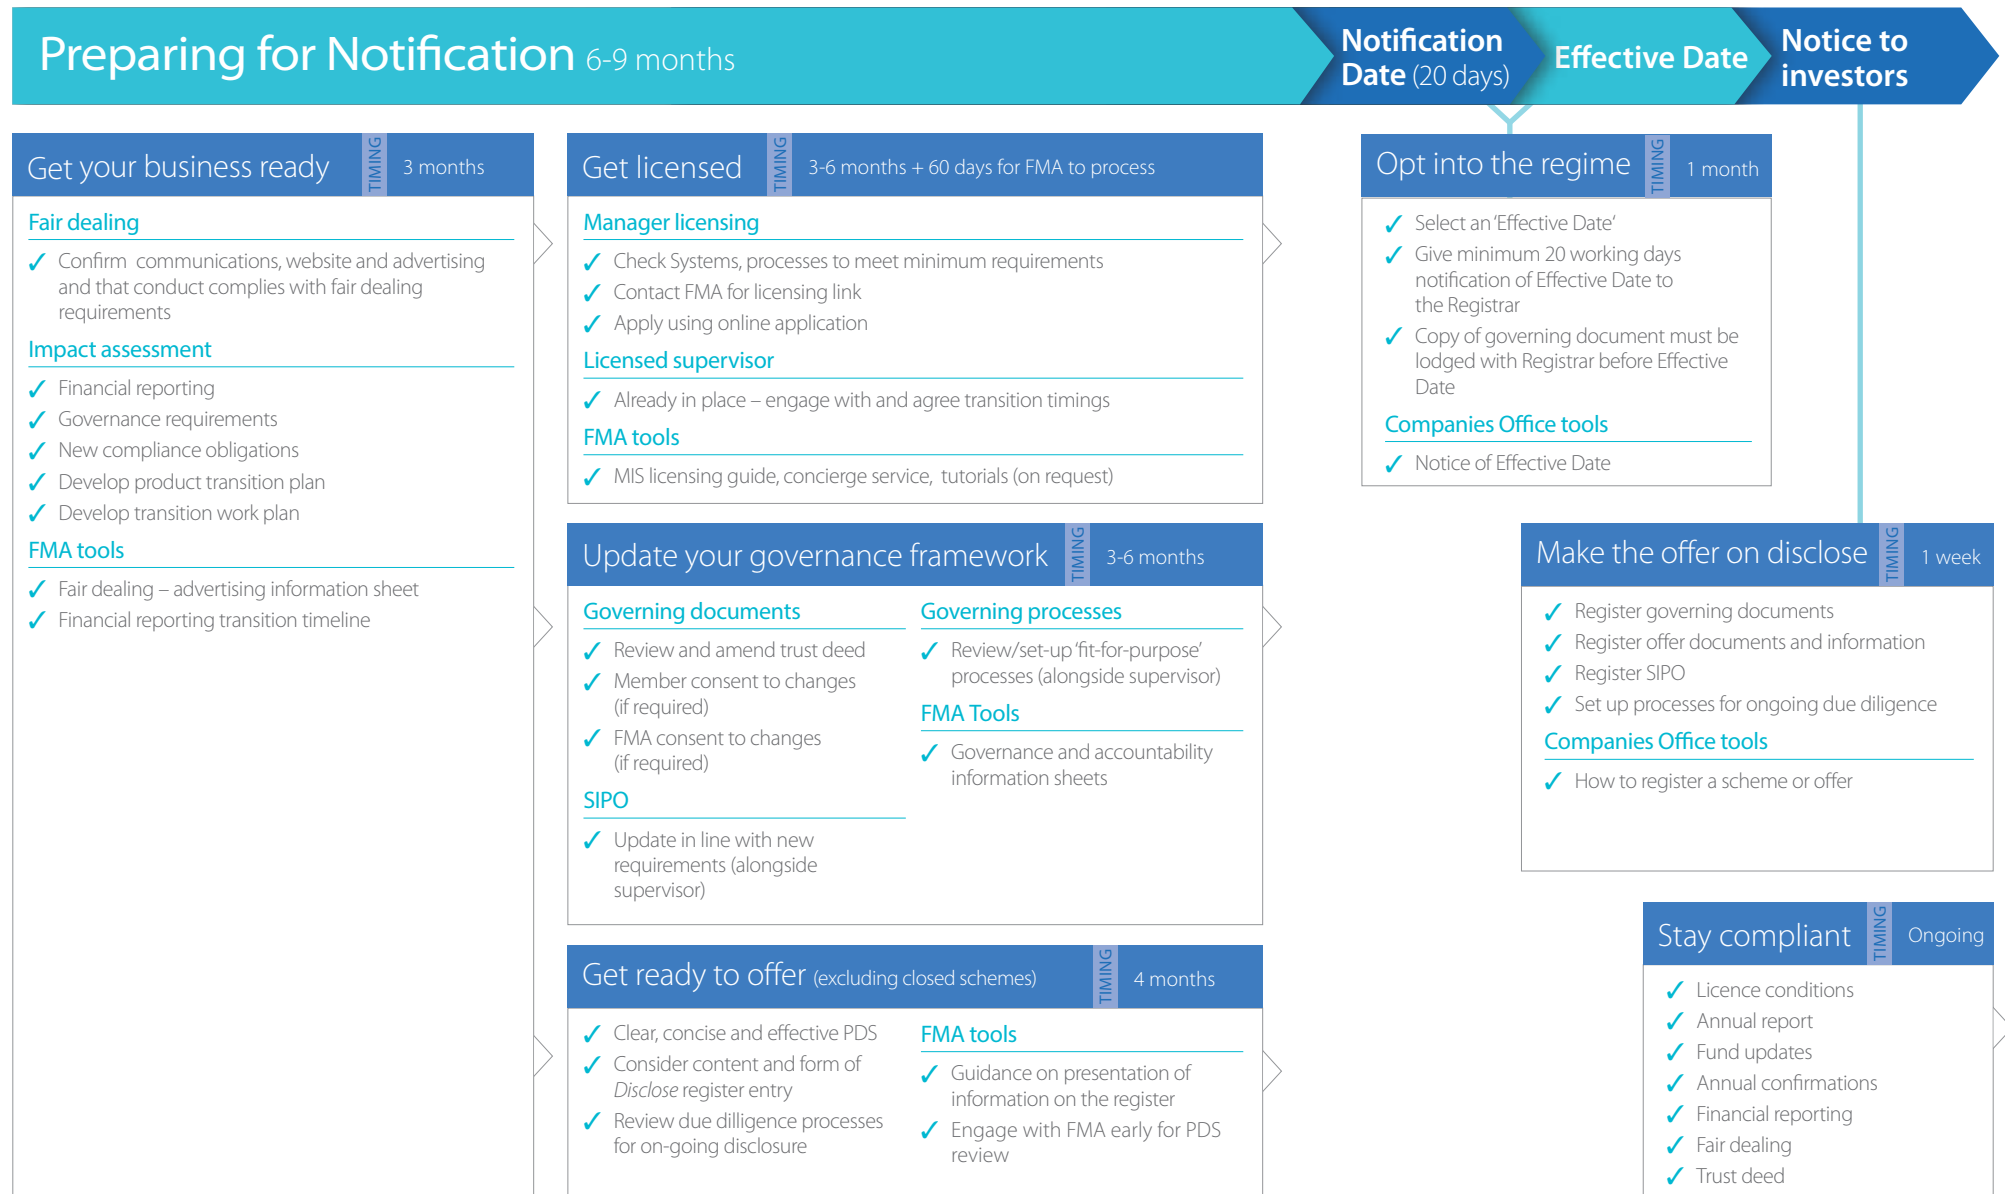 Preparing for Notification 6-9 months
Notification
Date (20 days)
Effective Date
Notice to
investors
Get your business ready
TIMING
3 months
Fair dealing
✓ Confirm communications, website and advertising
and that conduct complies with fair dealing
requirements
Impact assessment
✓ Financial reporting
✓ Governance requirements
✓ New compliance obligations
✓ Develop product transition plan
✓ Develop transition work plan
FMA tools
✓ Fair dealing – advertising information sheet
✓ Financial reporting transition timeline
Get licensed
TIMING
3-6 months + 60 days for FMA to process
Manager licensing
✓ Check Systems, processes to meet minimum requirements
✓ Contact FMA for licensing link
✓ Apply using online application
Licensed supervisor
✓ Already in place – engage with and agree transition timings
FMA tools
✓ MIS licensing guide, concierge service, tutorials (on request)
Update your governance framework
TIMING
3-6 months
Governing documents
✓ Review and amend trust deed
✓ Member consent to changes
(if required)
✓ FMA consent to changes
(if required)
SIPO
✓ Update in line with new
requirements (alongside
supervisor)
Governing processes
✓ Review/set-up ‘fit-for-purpose’
processes (alongside supervisor)
FMA Tools
✓ Governance and accountability
information sheets
Get ready to offer (excluding closed schemes)
TIMING
4 months
✓ Clear, concise and effective PDS
✓ Consider content and form of
Disclose register entry
✓ Review due dilligence processes
for on-going disclosure
FMA tools
✓ Guidance on presentation of
information on the register
✓ Engage with FMA early for PDS
review
Opt into the regime
TIMING
1 month
✓ Select an ‘Effective Date’
✓ Give minimum 20 working days
notification of Effective Date to
the Registrar
✓ Copy of governing document must be
lodged with Registrar before Effective
Date
Companies Office tools
✓ Notice of Effective Date
Make the offer on disclose
TIMING
1 week
✓ Register governing documents
✓ Register offer documents and information
✓ Register SIPO
✓ Set up processes for ongoing due diligence
Companies Office tools
✓ How to register a scheme or offer
Stay compliant
TIMING
Ongoing
✓ Licence conditions
✓ Annual report
✓ Fund updates
✓ Annual confirmations
✓ Financial reporting
✓ Fair dealing
✓ Trust deed